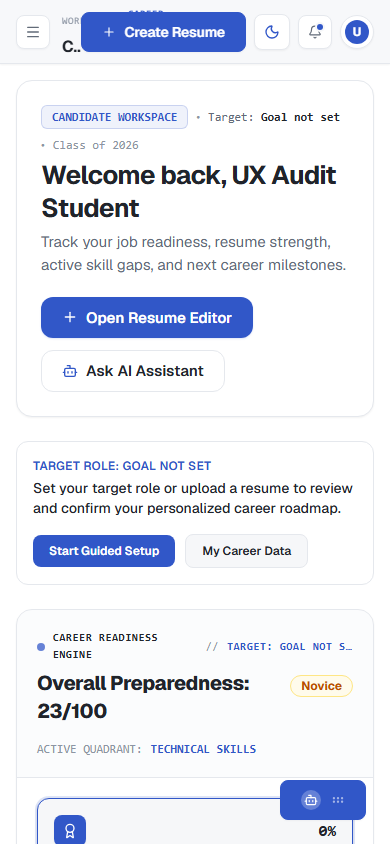 C..
Create Resume
U
CANDIDATE WORKSPACE • Target: Goal not set
• Class of 2026
Welcome back, UX Audit
Student
Track your job readiness, resume strength,
active skill gaps, and next career milestones.
Open Resume Editor
Ask AI Assistant
TARGET ROLE: GOAL NOT SET
Set your target role or upload a resume to review
and confirm your personalized career roadmap.
Start Guided Setup
My Career Data
CAREER READINESS
ENGINE
// TARGET: GOAL NOT S…
Overall Preparedness:
23/100
Novice
ACTIVE QUADRANT: TECHNICAL SKILLS
0%